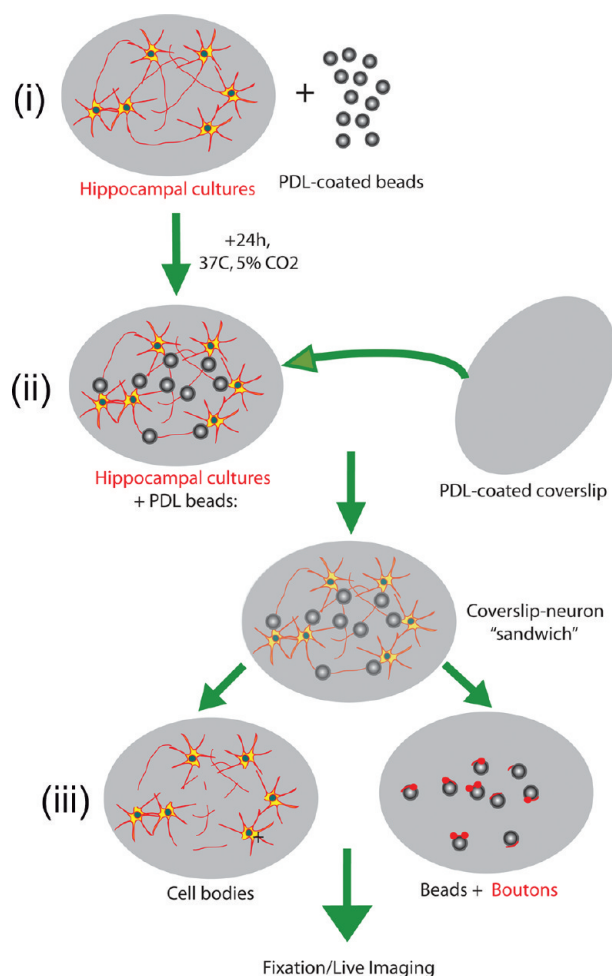 (i)
+
Hippocampal cultures
PDL-coated beads
+24h,
37C, 5% CO2
(ii)
Hippocampal cultures
+ PDL beads:
PDL-coated coverslip
Coverslip-neuron
“sandwich”
(iii)
+
Cell bodies
Beads + Boutons
Fixation/Live Imaging